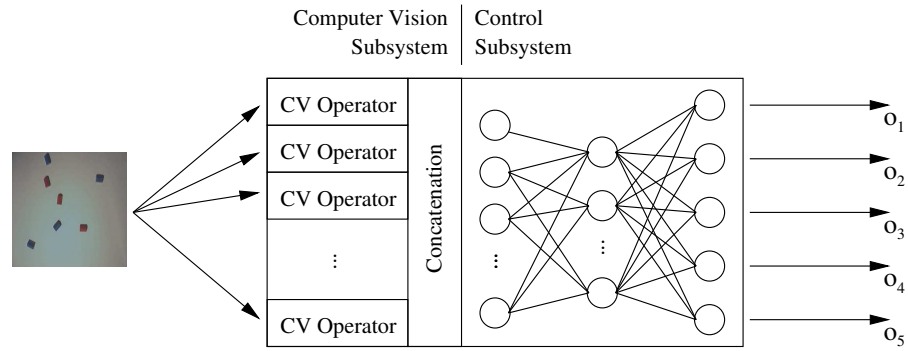 Computer Vision
Subsystem
Control
Subsystem
CV Operator
CV Operator
CV Operator
...
CV Operator
Concatenation
...
...
o1
o2
o3
o4
o5